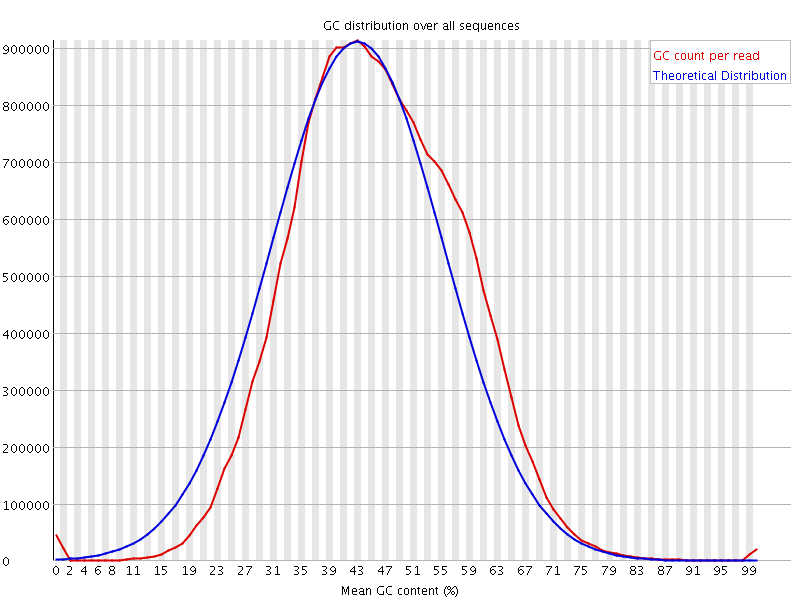 GC distribution over all sequences
GC count per read
Theoretical Distribution
900000
800000
700000
600000
500000
400000
300000
200000
100000
0
0 2 4 6 8 11 15 19 23 27 31 35 39 43 47 51 55 59 63 67 71 75 79 83 87 91 95 99
Mean GC content (%)